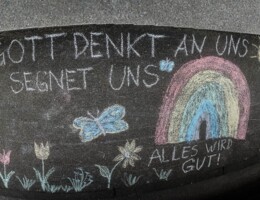 GOTT DENKT AN UNS
SEGNET UNS
ALLES WIRD
GUT!